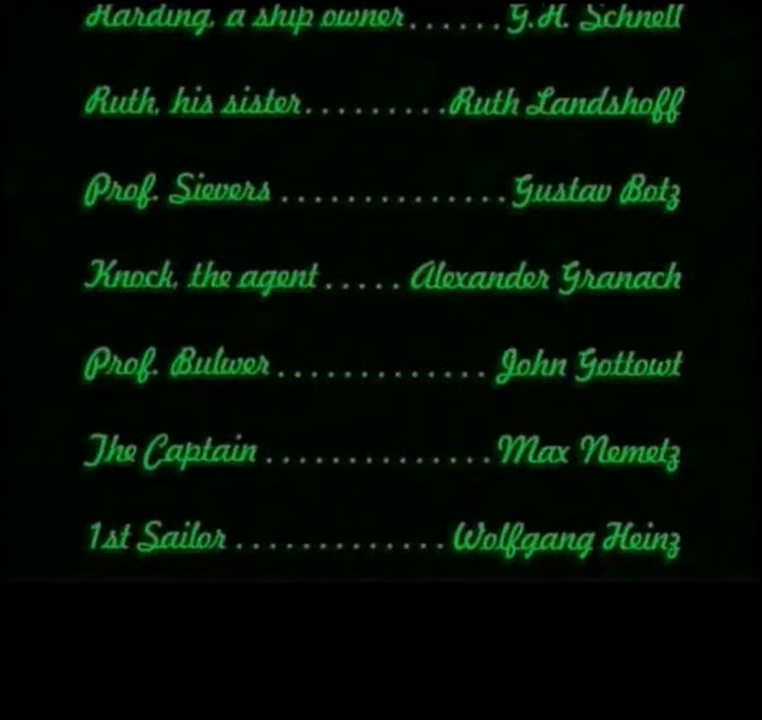 Harding, a ship owner......G.H. Schnell
Ruth, his sister.........Ruth Landshoff
Prof. Sievers ..............Gustav Botz
Knock, the agent..... Alexander Granach
Prof. Bulwer............. John Gottowt
The Captain ..............Max Nemetz
1st Sailor ............. Wolfgang Heinz